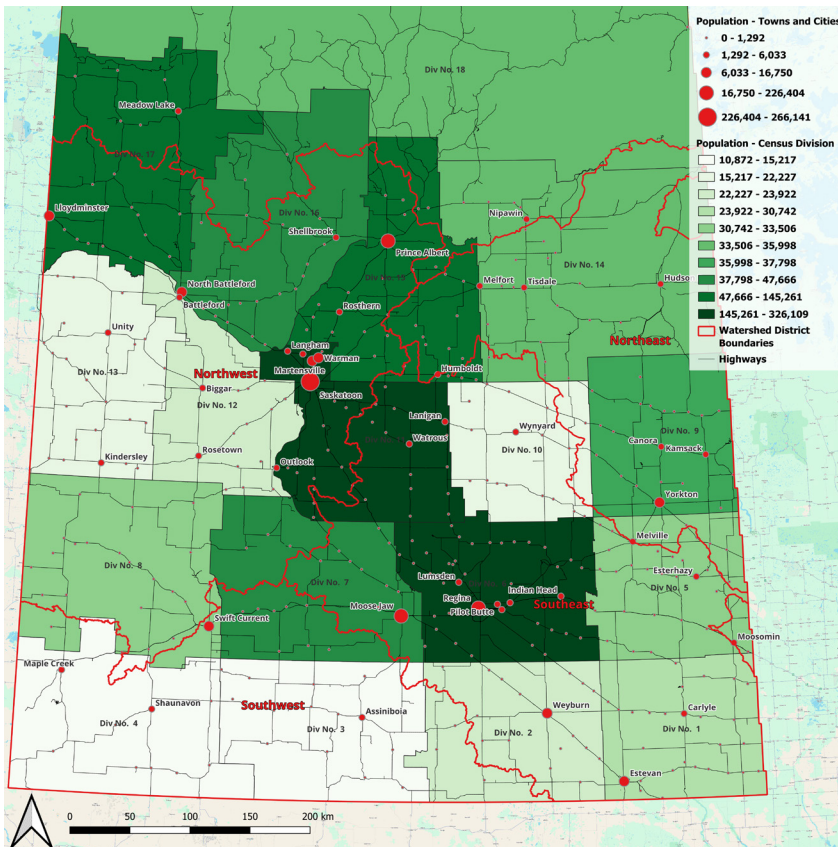 Population - Towns and Cities
0 - 1,292
1,292 - 6,033
6,033 - 16,750
16,750 - 226,404
226,404 - 266,141
Population - Census Division
10,872 - 15,217
15,217 - 22,227
22,227 - 23,922
23,922 - 30,742
30,742 - 33,506
33,506 - 35,998
35,998 - 37,798
37,798 - 47,666
47,666 - 145,261
145,261 - 326,109
Watershed District
Boundaries
Highways
Div No. 18
Meadow Lake
Div No. 17
Lloydminster
Div No. 16
Shellbrook
Nipawin
Prince Albert
Div No. 15
Div No. 14
Melfort
Tisdale
Hudson
North Battleford
Battleford
Rosthern
Unity
Langham
Warman
Northeast
Northwest
Martensville
Humboldt
Div No. 13
Biggar
Saskatoon
Div No. 12
Lanigan
Wynyard
Div No. 9
Watrous
Canora
Kamsack
Div No. 10
Rosetown
Kindersley
Outlook
Yorkton
Melville
Div No. 8
Div No. 7
Lumsden
Esterhazy
Indian Head
Div No. 5
Regina
Southeast
Moose Jaw
Pilot Butte
Swift Current
Moosomin
Maple Creek
Shaunavon
Southwest
Assiniboia
Weyburn
Carlyle
Div No. 4
Div No. 3
Div No. 2
Div No. 1
Estevan
0 50 100 150 200 km